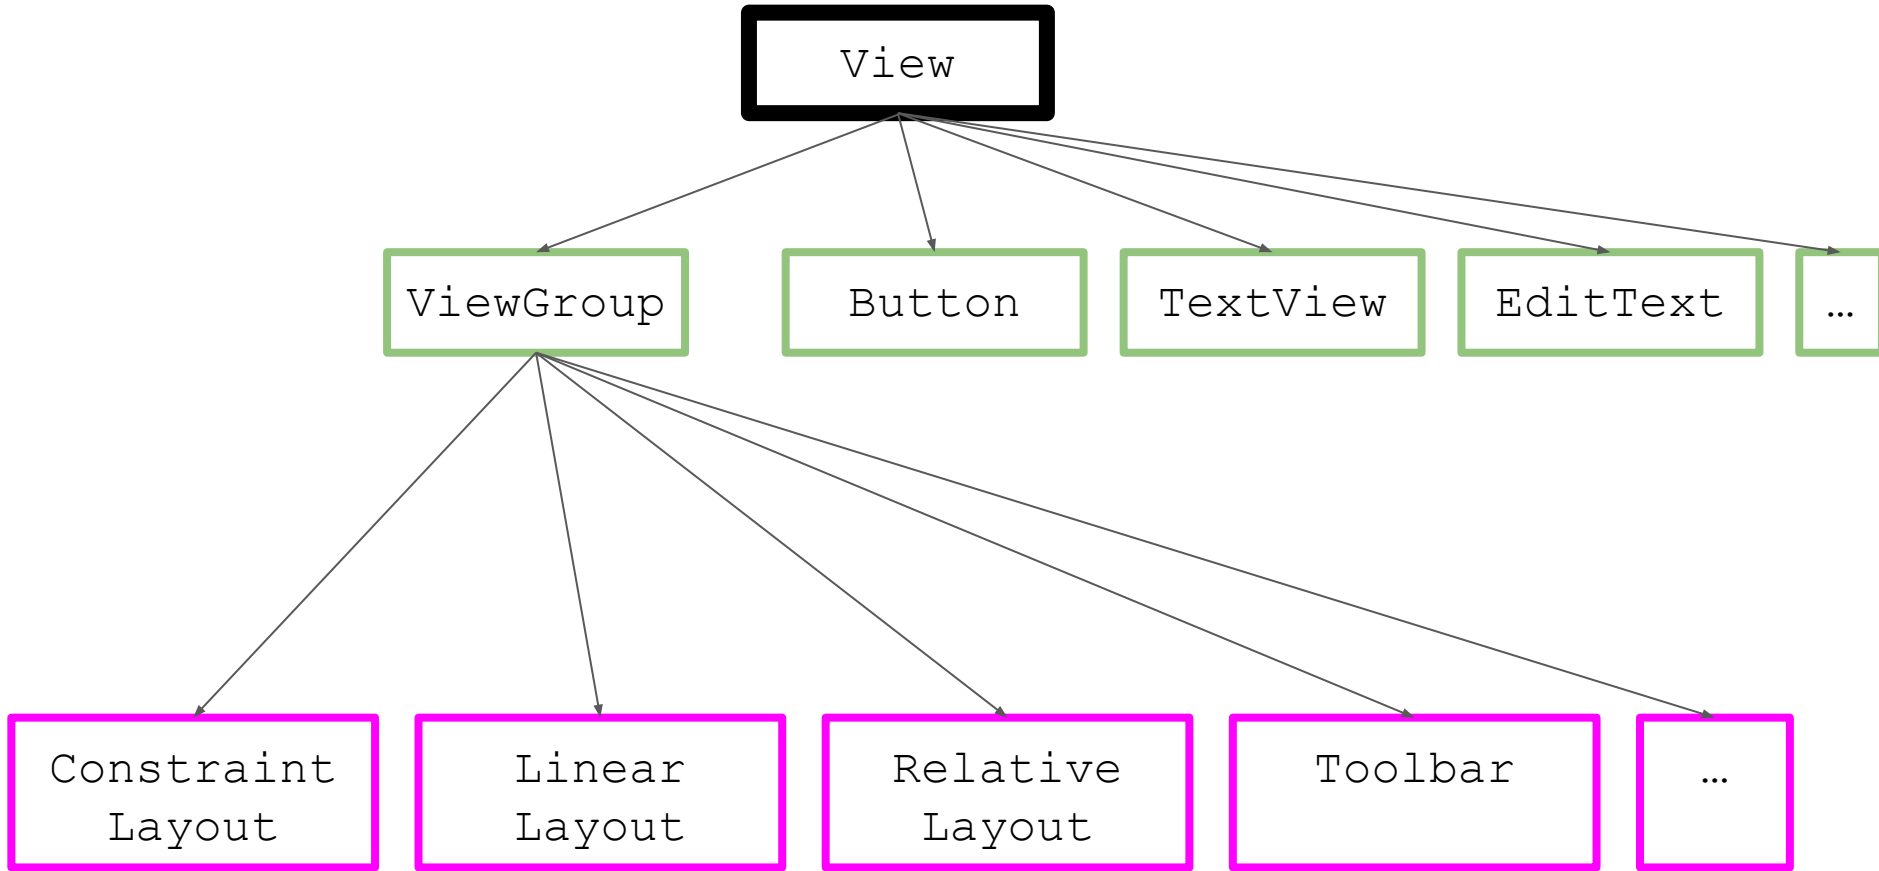 View
ViewGroup
Button
TextView
EditText
…
Constraint
Layout
Linear
Layout
Relative
Layout
Toolbar
…